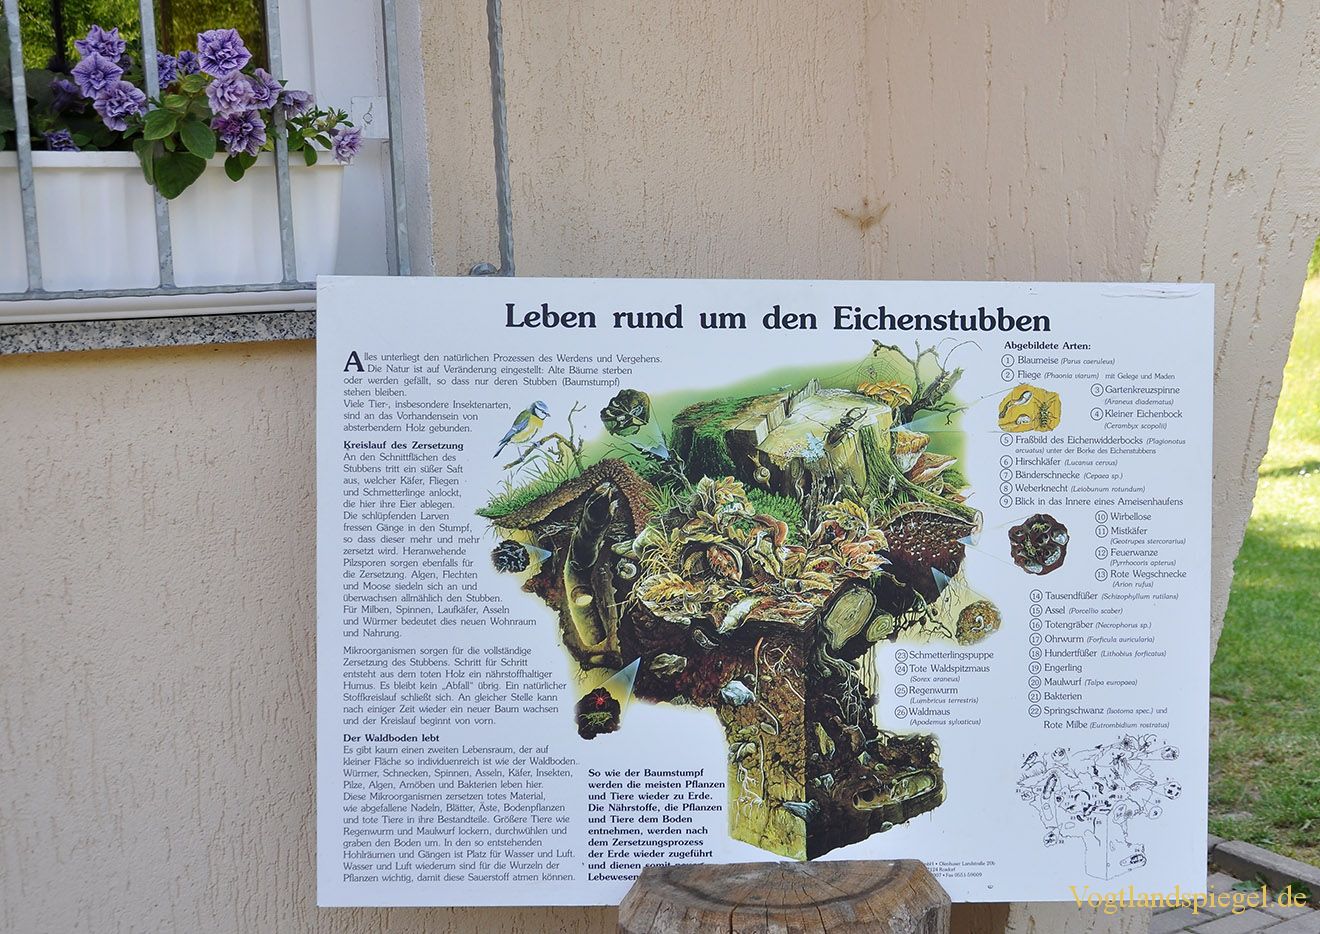 Leben rund um den Eichenstubben
Alles unterliegt den natürlichen Prozessen des Werdens und Vergehens.
Die Natur ist auf Veränderung eingestellt: Alte Bäume sterben
oder werden gefällt, so dass nur deren Stubben (Baumstumpf)
stehen bleiben.
Viele Tier-, insbesondere Insektenarten,
sind an das Vorhandensein von
absterbendem Holz gebunden.
Kreislauf des Zersetzung
An den Schnittflächen des
Stubbens tritt ein süßer Saft
aus, welcher Käfer, Fliegen
und Schmetterlinge anlockt,
die hier ihre Eier ablegen.
Die schlüpfenden Larven
fressen Gänge in den Stumpf,
so dass dieser mehr und mehr
zersetzt wird. Heranwehende
Pilzsporen sorgen ebenfalls für
die Zersetzung. Algen, Flechten
und Moose siedeln sich an und
überwachsen allmählich den Stubben.
Für Milben, Spinnen, Laufkäfer, Asseln
und Würmer bedeutet dies neuen Wohnraum
und Nahrung.
Mikroorganismen sorgen für die vollständige
Zersetzung des Stubbens. Schritt für Schritt
entsteht aus dem toten Holz ein nährstoffhaltiger
Humus. Es bleibt kein „Abfall" übrig. Ein natürlicher
Stoffkreislauf schließt sich. An gleicher Stelle kann
nach einiger Zeit wieder ein neuer Baum wachsen
und der Kreislauf beginnt von vorn.
Der Waldboden lebt
Es gibt kaum einen zweiten Lebensraum, der auf
kleiner Fläche so individuenreich ist wie der Waldboden.
Würmer, Schnecken, Spinnen, Asseln, Käfer, Insekten,
Pilze, Algen, Amöben und Bakterien leben hier.
Diese Mikroorganismen zersetzen totes Material,
wie abgefallene Nadeln, Blätter, Äste, Bodenpflanzen
und tote Tiere in ihre Bestandteile. Größere Tiere wie
Regenwurm und Maulwurf lockern, durchwühlen und
graben den Boden um. In den so entstehenden
Hohlräumen und Gängen ist Platz für Wasser und Luft.
Wasser und Luft wiederum sind für die Wurzeln der
Pflanzen wichtig, damit diese Sauerstoff atmen können.
So wie der Baumstumpf
werden die meisten Pflanzen
und Tiere wieder zu Erde.
Die Nährstoffe, die Pflanzen
und Tiere dem Boden
entnehmen, werden nach
dem Zersetzungsprozess
der Erde wieder zugeführt
und dienen somit
Lebewesen
Abgebildete Arten:
1 Blaumeise (Parus caeruleus)
2 Fliege (Phaonia viarum) mit Gelege und Maden
3 Gartenkreuzspinne
(Araneus diadematus)
4 Kleiner Eichenbock
(Cerambyx scopolii)
5 Fraßbild des Eichenwidderbocks (Plagionotus
arcuatus) unter der Borke des Eichenstubbens
6 Hirschkäfer (Lucanus cervus)
7 Bänderschnecke (Cepaea sp.)
8 Weberknecht (Leiobunum rotundum)
9 Blick in das Innere eines Ameisenhaufens
10 Wirbellose
11 Mistkäfer
(Geotrupes stercorarius)
12 Feuerwanze
(Pyrrhocoris apterus)
13 Rote Wegschnecke
(Arion rufus)
14 Tausendfüßer (Schizophyllum rutilans)
15 Assel (Porcellio scaber)
16 Totengräber (Necrophorus sp.)
17 Ohrwurm (Forficula auricularia)
18 Hundertfüßer (Lithobius forficatus)
19 Engerling
20 Maulwurf (Talpa europaea)
21 Bakterien
22 Springschwanz (Isotoma spec.) und
Rote Milbe (Eutrombidium rostratus)
23 Schmetterlingspuppe
24 Tote Waldspitzmaus
(Sorex araneus)
25 Regenwurm
(Lumbricus terrestris)
26 Waldmaus
(Apodemus sylvaticus)
Vogtlandspiegel.de